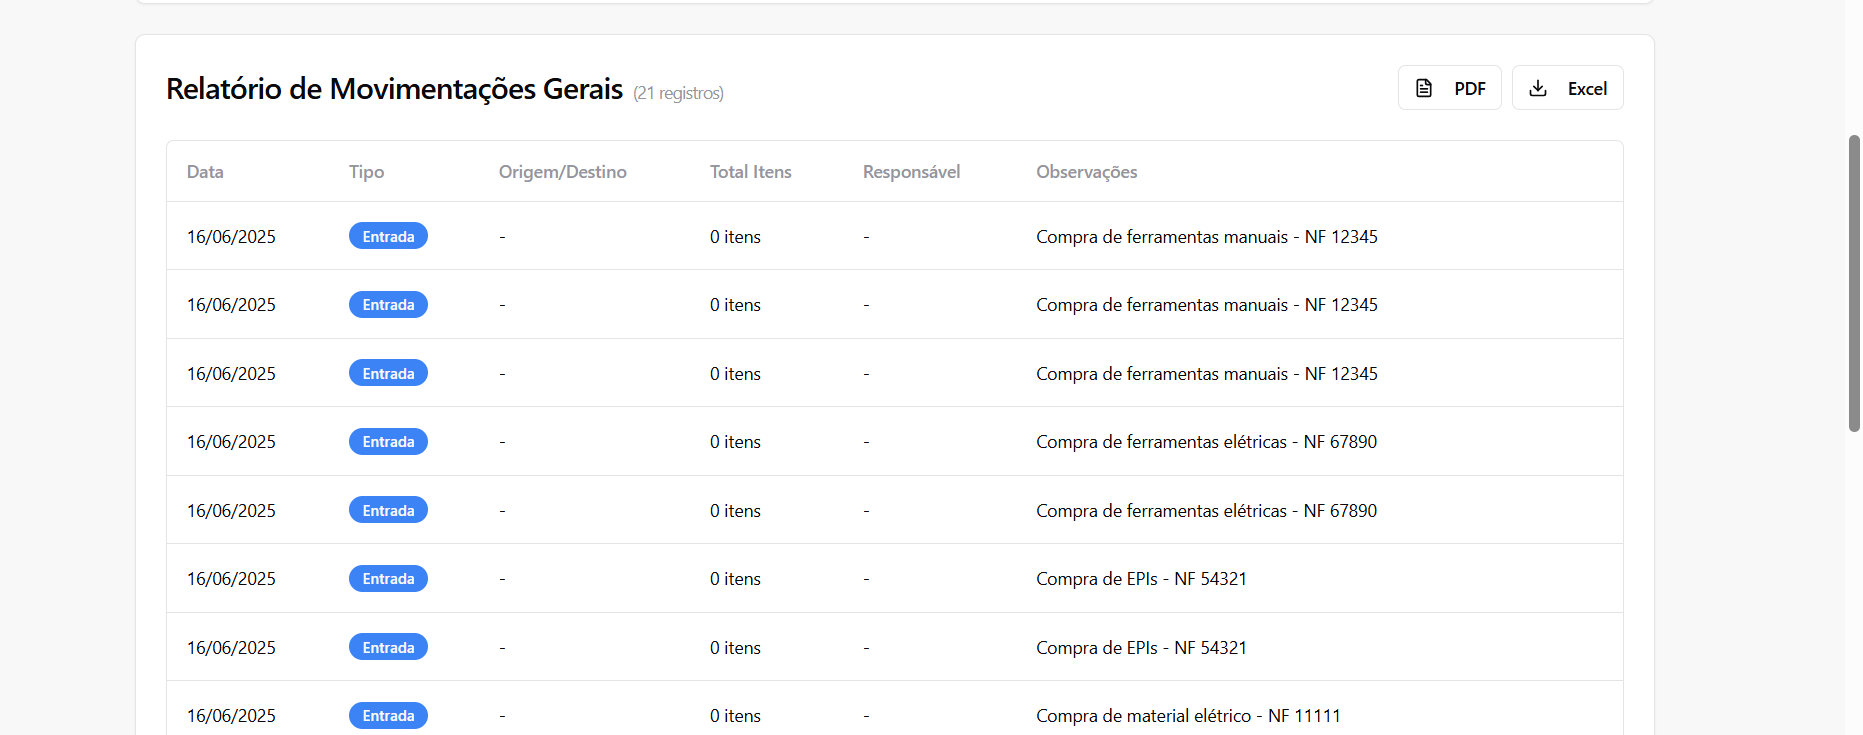 Relatório de Movimentações Gerais (21 registros) PDF Excel
Data Tipo Origem/Destino Total Itens Responsável Observações
16/06/2025 Entrada - 0 itens - Compra de ferramentas manuais - NF 12345
16/06/2025 Entrada - 0 itens - Compra de ferramentas manuais - NF 12345
16/06/2025 Entrada - 0 itens - Compra de ferramentas manuais - NF 12345
16/06/2025 Entrada - 0 itens - Compra de ferramentas elétricas - NF 67890
16/06/2025 Entrada - 0 itens - Compra de ferramentas elétricas - NF 67890
16/06/2025 Entrada - 0 itens - Compra de EPIs - NF 54321
16/06/2025 Entrada - 0 itens - Compra de EPIs - NF 54321
16/06/2025 Entrada - 0 itens - Compra de material elétrico - NF 11111